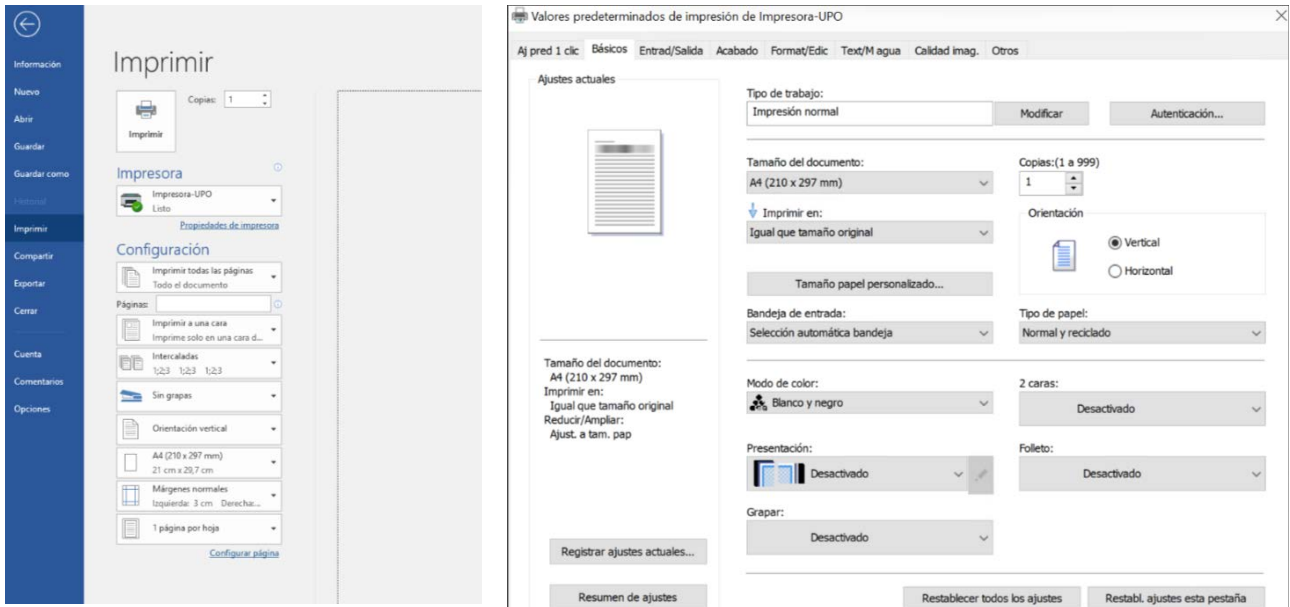 Información
Nuevo
Abrir
Guardar
Guardar como
Historial
Imprimir
Compartir
Exportar
Cerrar
Cuenta
Comentarios
Opciones
Imprimir
Copias: 1
Imprimir
Impresora
Impresora-UPO
Listo
Propiedades de impresora
Configuración
Imprimir todas las páginas
Todo el documento
Páginas:
Imprimir a una cara
Imprime solo en una cara d...
Intercaladas
1;2;3 1;2;3 1;2;3
Sin grapas
Orientación vertical
A4 (210 x 297 mm)
21 cm x 29,7 cm
Márgenes normales
Izquierda: 3 cm Derecha:...
1 página por hoja
Configurar página
Valores predeterminados de impresión de Impresora-UPO
Aj pred 1 clic Básicos Entrad/Salida Acabado Format/Edic Text/M agua Calidad imag. Otros
Ajustes actuales
Tamaño del documento:
A4 (210 x 297 mm)
Imprimir en:
Igual que tamaño original
Reducir/Ampliar:
Ajust. a tam. pap
Registrar ajustes actuales...
Resumen de ajustes
Tipo de trabajo:
Impresión normal Modificar Autenticación...
Tamaño del documento:
A4 (210 x 297 mm)
Copias:(1 a 999)
1
Imprimir en:
Igual que tamaño original
Orientación
Vertical
Horizontal
Tamaño papel personalizado...
Bandeja de entrada:
Selección automática bandeja
Tipo de papel:
Normal y reciclado
Modo de color:
Blanco y negro
2 caras:
Desactivado
Presentación:
Desactivado
Folleto:
Desactivado
Grapar:
Desactivado
Restablecer todos los ajustes Restabl. ajustes esta pestaña